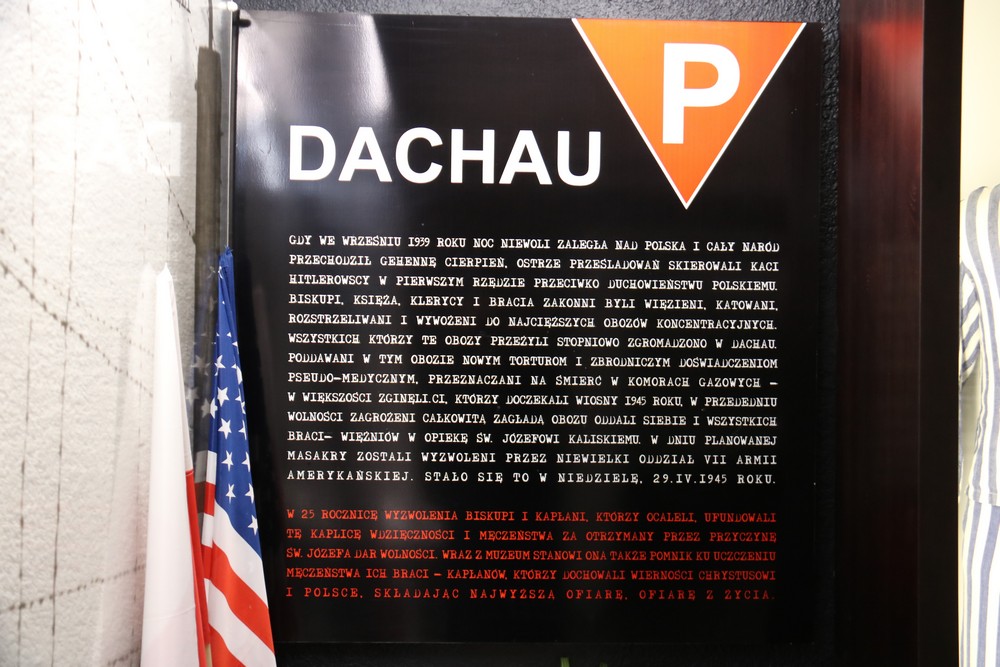 P
DACHAU
GDY WE WRZEŚNIU 1939 ROKU NOC NIEWOLI ZALEGŁA NAD POLSKA I CAŁY NARÓD
PRZECHODZIŁ GEHENNĘ CIERPIEŃ, OSTRZE PRZEŚLADOWAŃ SKIEROWALI KACI
HITLEROWSCY W PIERWSZYM RZĘDZIE PRZECIWKO DUCHOWIEŃSTWU POLSKIEMU.
BISKUPI, KSIĘŻA, KLERYCY I BRACIA ZAKONNI BYLI WIĘZIENI, KATOWANI,
ROZSTRZELIWANI I WYWOŻENI DO NAJCIĘŻSZYCH OBOZÓW KONCENTRACYJNYCH.
WSZYSTKICH KTÓRZY TE OBOZY PRZEŻYLI STOPNIOWO ZGROMADZONO W DACHAU.
PODDAWANI W TYM OBOZIE NOWYM TORTUROM I ZBRODNICZYM DOŚWIADCZENIOM
PSEUDO-MEDYCZNYM, PRZEZNACZANI NA ŚMIERĆ W KOMORACH GAZOWYCH –
W WIĘKSZOŚCI ZGINĘLI.CI, KTÓRZY DOCZEKALI WIOSNY 1945 ROKU, W PRZEDEDNIU
WOLNOŚCI ZAGROŻENI CAŁKOWITĄ ZAGŁADĄ OBOZU ODDALI SIEBIE I WSZYSTKICH
BRACI- WIĘŹNIÓW W OPIEKĘ ŚW. JÓZEFOWI KALISKIEMU. W DNIU PLANOWANEJ
MASAKRY ZOSTALI WYZWOLENI PRZEZ NIEWIELKI ODDZIAŁ VII ARMII
AMERYKAŃSKIEJ. STAŁO SIĘ TO W NIEDZIELĘ, 29.IV.1945 ROKU.
W 25 ROCZNICĘ WYZWOLENIA BISKUPI I KAPŁANI, KTÓRZY OCALELI, UFUNDOWALI
TĘ KAPLICĘ WDZIĘCZNOŚCI I MĘCZEŃSTWA ZA OTRZYMANY PRZEZ PRZYCZYNĘ
ŚW. JÓZEFA DAR WOLNOŚCI. WRAZ Z MUZEUM STANOWI ONA TAKŻE POMNIK KU UCZCZENIU
MĘCZEŃSTWA ICH BRACI – KAPŁANÓW, KTÓRZY DOCHOWALI WIERNOŚCI CHRYSTUSOWI
I POLSCE, SKŁADAJĄC NAJWYŻSZĄ OFIARĘ, OFIARĘ Z ŻYCIA.